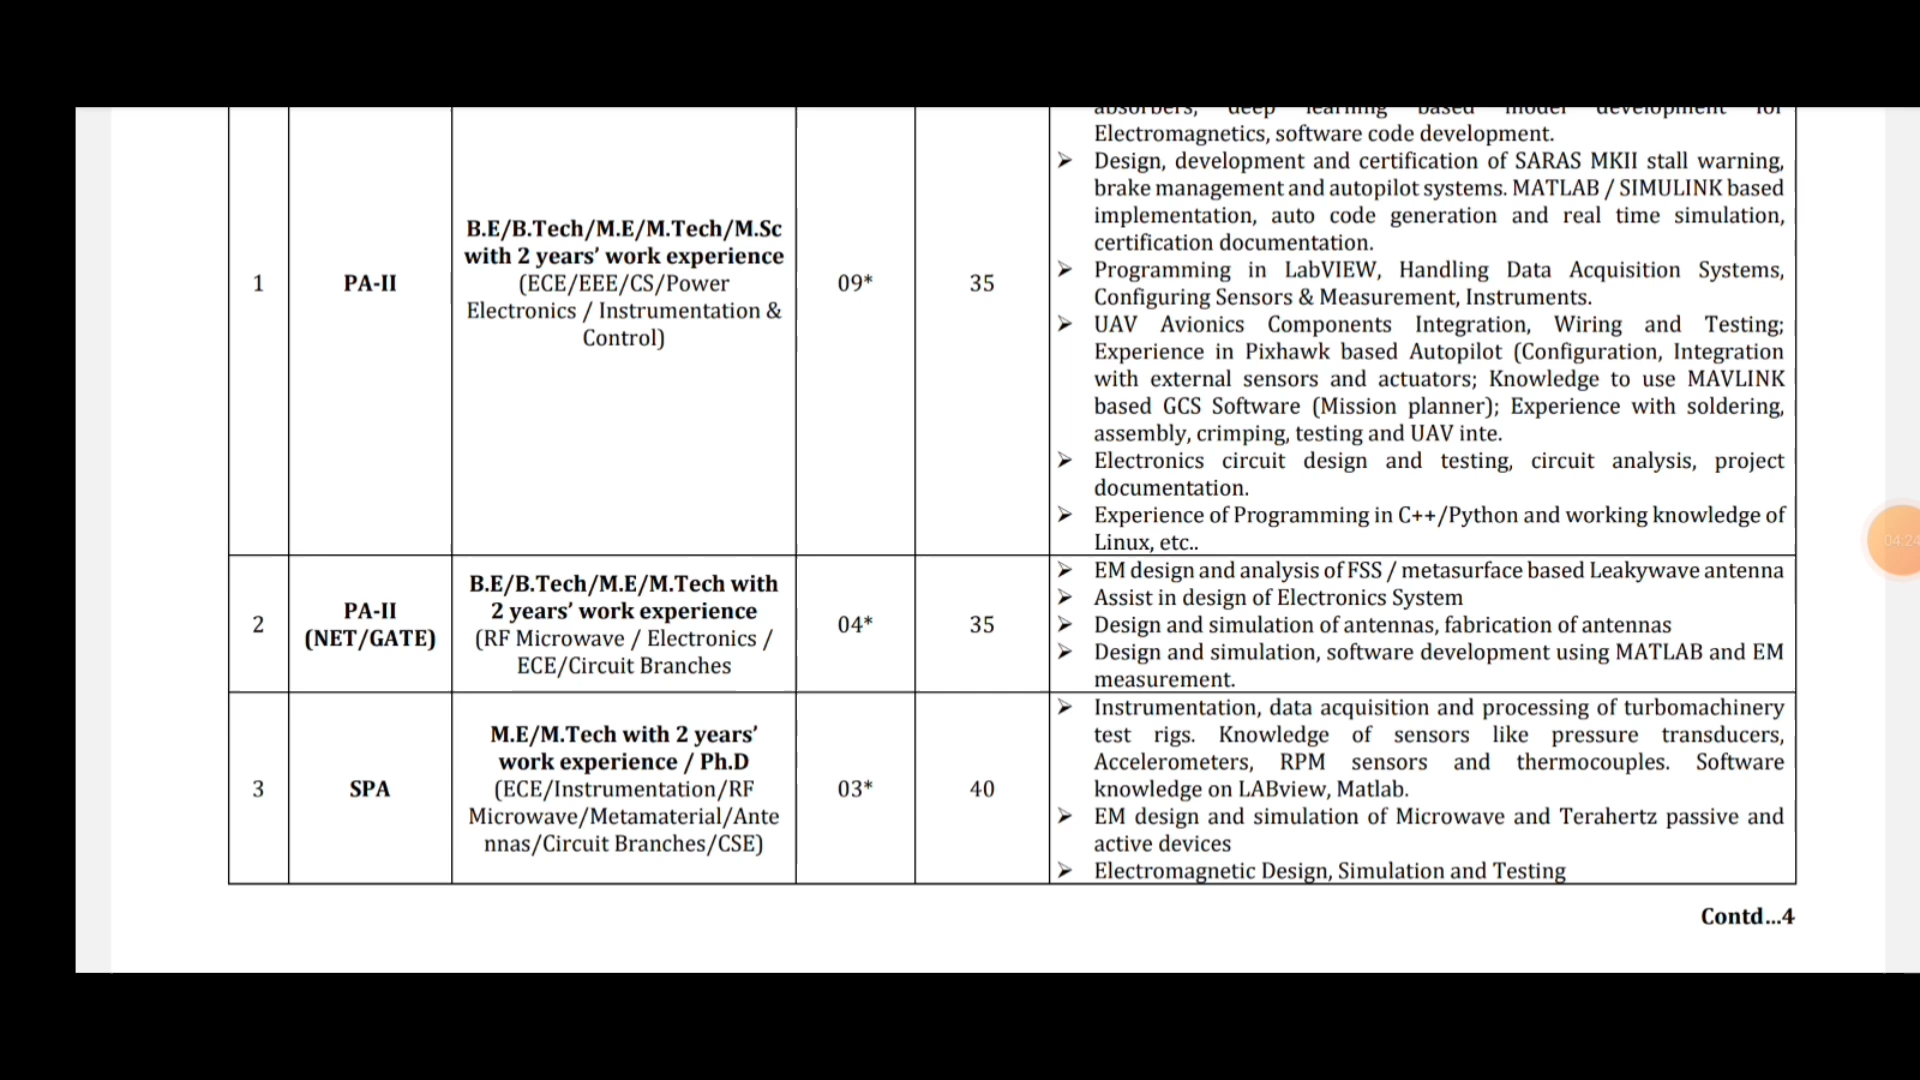 absorbers, deep learning based model development for
Electromagnetics, software code development.
➢ Design, development and certification of SARAS MKII stall warning,
brake management and autopilot systems. MATLAB / SIMULINK based
implementation, auto code generation and real time simulation,
certification documentation.
➢ Programming in LabVIEW, Handling Data Acquisition Systems,
Configuring Sensors & Measurement, Instruments.
➢ UAV Avionics Components Integration, Wiring and Testing;
Experience in Pixhawk based Autopilot (Configuration, Integration
with external sensors and actuators; Knowledge to use MAVLINK
based GCS Software (Mission planner); Experience with soldering,
assembly, crimping, testing and UAV inte.
➢ Electronics circuit design and testing, circuit analysis, project
documentation.
➢ Experience of Programming in C++/Python and working knowledge of
Linux, etc..
1
PA-II
B.E/B.Tech/M.E/M.Tech/M.Sc
with 2 years’ work experience
(ECE/EEE/CS/Power
Electronics / Instrumentation &
Control)
09*
35
2
PA-II
(NET/GATE)
B.E/B.Tech/M.E/M.Tech with
2 years’ work experience
(RF Microwave / Electronics /
ECE/Circuit Branches
04*
35
➢ EM design and analysis of FSS / metasurface based Leakywave antenna
➢ Assist in design of Electronics System
➢ Design and simulation of antennas, fabrication of antennas
➢ Design and simulation, software development using MATLAB and EM
measurement.
3
SPA
M.E/M.Tech with 2 years’
work experience / Ph.D
(ECE/Instrumentation/RF
Microwave/Metamaterial/Ante
nnas/Circuit Branches/CSE)
03*
40
➢ Instrumentation, data acquisition and processing of turbomachinery
test rigs. Knowledge of sensors like pressure transducers,
Accelerometers, RPM sensors and thermocouples. Software
knowledge on LABview, Matlab.
➢ EM design and simulation of Microwave and Terahertz passive and
active devices
➢ Electromagnetic Design, Simulation and Testing
Contd...4
04:24